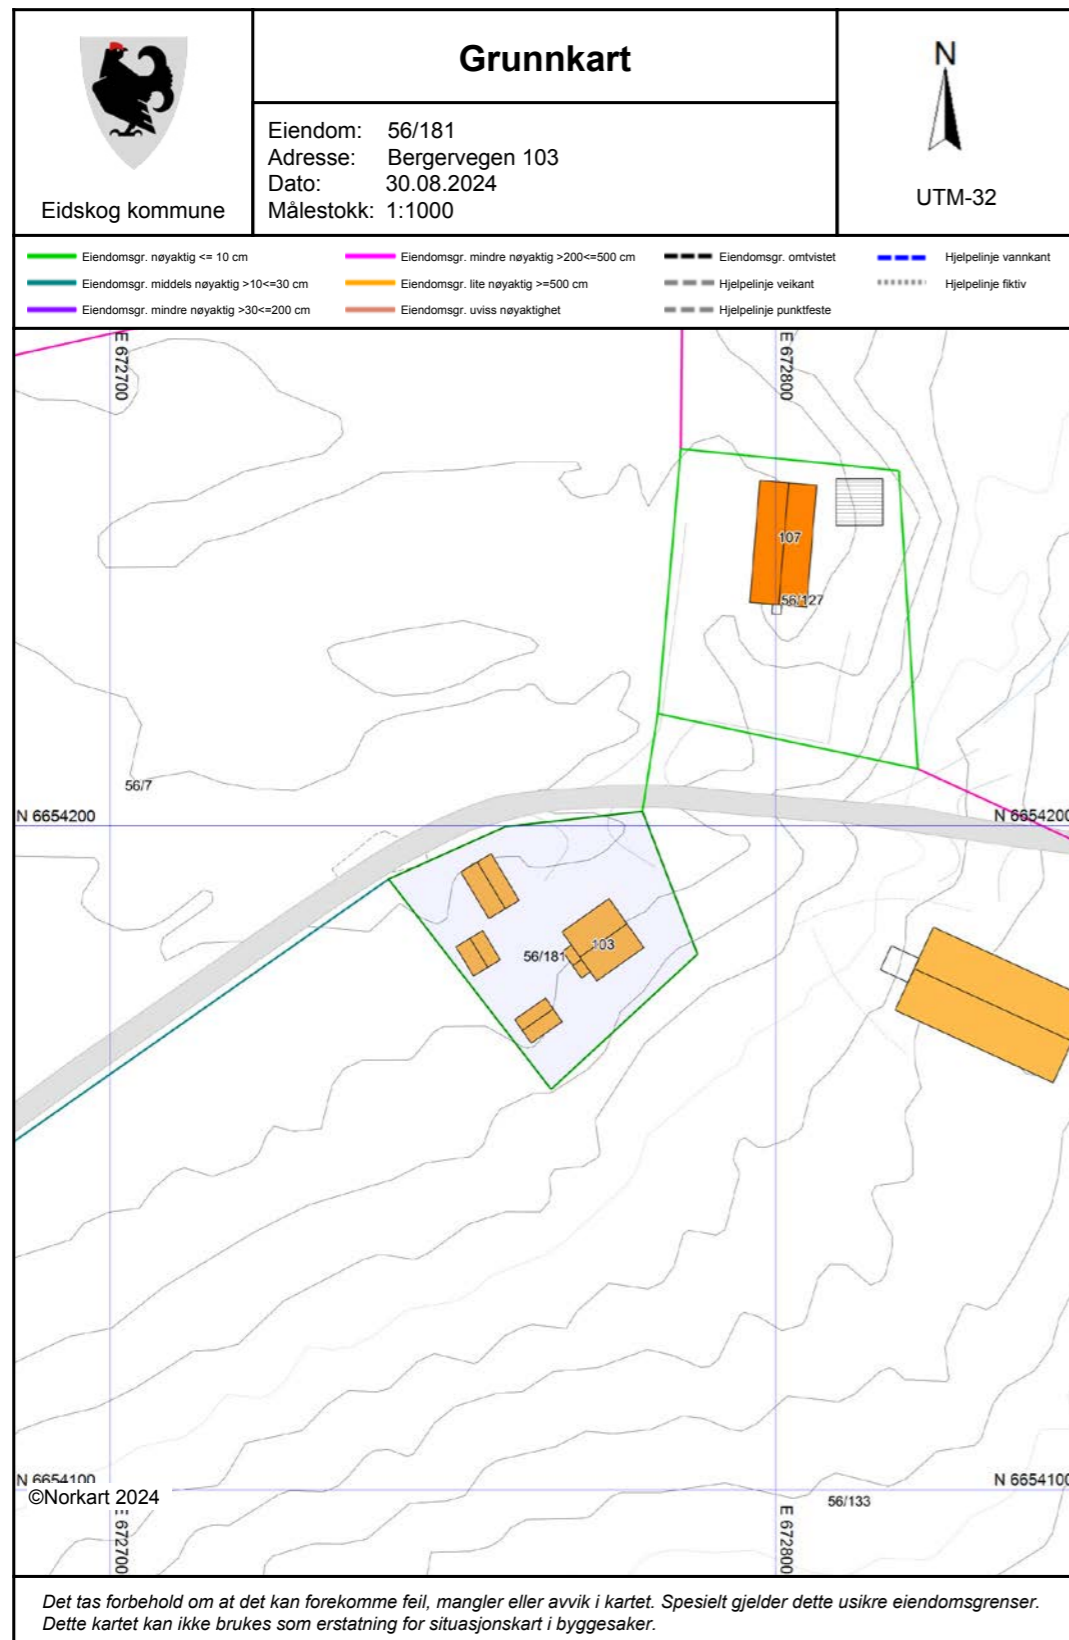 Grunnkart
N
Eiendom: 56/181
Adresse: Bergervegen 103
Dato: 30.08.2024
Målestokk: 1:1000
Eidskog kommune
UTM-32
Eiendomsgr. nøyaktig <= 10 cm
Eiendomsgr. middels nøyaktig >10<=30 cm
Eiendomsgr. mindre nøyaktig >30<=200 cm
Eiendomsgr. mindre nøyaktig >200<=500 cm
Eiendomsgr. lite nøyaktig >=500 cm
Eiendomsgr. uviss nøyaktighet
Eiendomsgr. omtvistet
Hjelpelinje veikant
Hjelpelinje punktfeste
Hjelpelinje vannkant
Hjelpelinje fiktiv
E 672700
E 672800
107
56/127
56/7
N 6654200
N 6654200
103
56/181
N 6654100
N 6654100
©Norkart 2024
56/133
E 672700
E 672800
Det tas forbehold om at det kan forekomme feil, mangler eller avvik i kartet. Spesielt gjelder dette usikre eiendomsgrenser.
Dette kartet kan ikke brukes som erstatning for situasjonskart i byggesaker.